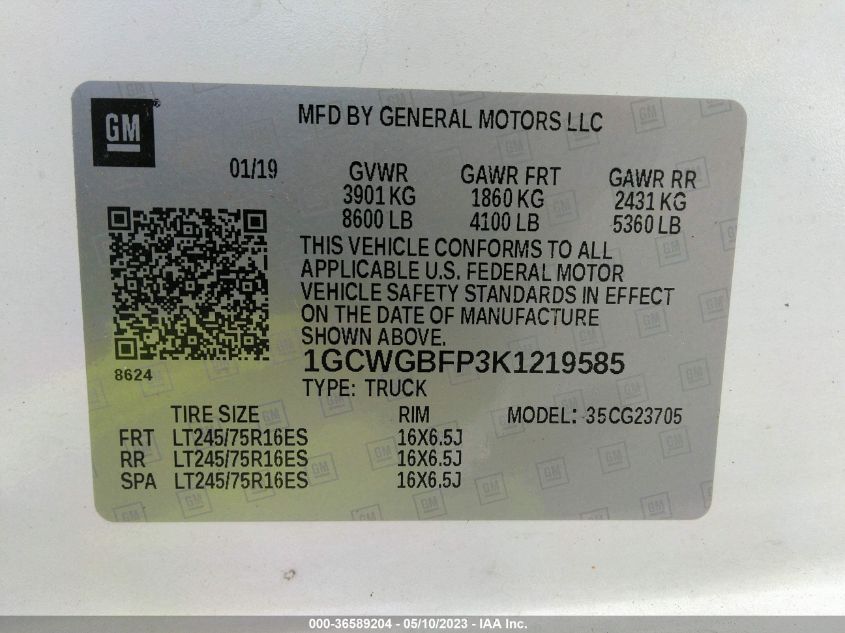 GM
MFD BY GENERAL MOTORS LLC
01/19 GVWR GAWR FRT GAWR RR
3901 KG 1860 KG 2431 KG
8600 LB 4100 LB 5360 LB
THIS VEHICLE CONFORMS TO ALL
APPLICABLE U.S. FEDERAL MOTOR
VEHICLE SAFETY STANDARDS IN EFFECT
ON THE DATE OF MANUFACTURE
SHOWN ABOVE.
8624
1GCWGBFP3K1219585
TYPE: TRUCK
TIRE SIZE RIM MODEL: 35CG23705
FRT LT245/75R16ES 16X6.5J
RR LT245/75R16ES 16X6.5J
SPA LT245/75R16ES 16X6.5J
000-36589204 - 05/10/2023 - IAA Inc.